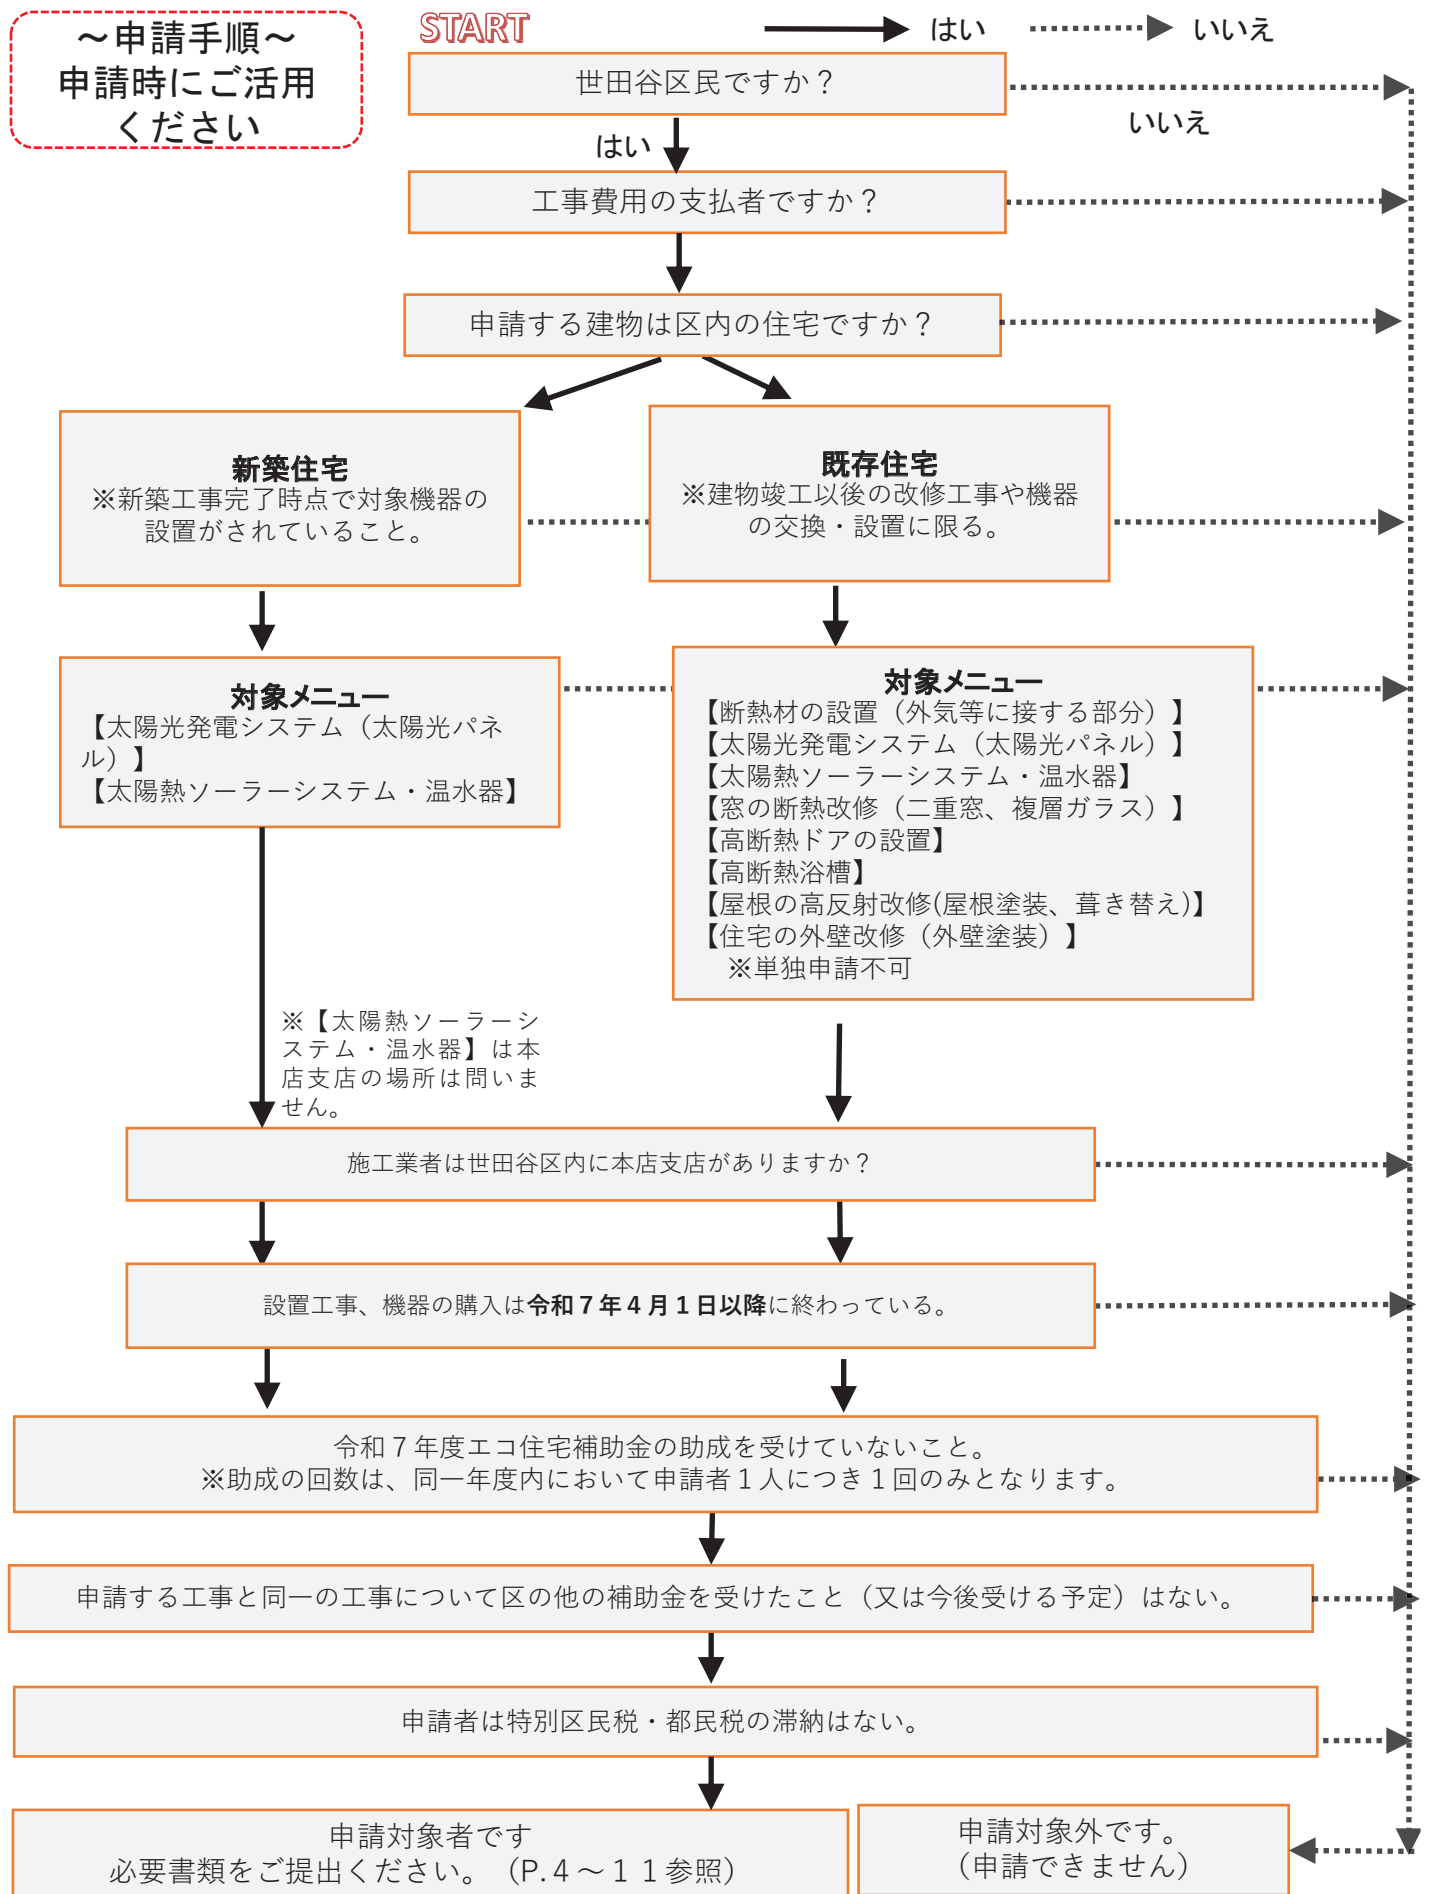 ～申請手順～
申請時にご活用
ください
START
はい
いいえ
世田谷区民ですか？
いいえ
はい
工事費用の支払者ですか？
申請する建物は区内の住宅ですか？
新築住宅
※新築工事完了時点で対象機器の
設置がされていること。
既存住宅
※建物竣工以後の改修工事や機器
の交換・設置に限る。
対象メニュー
【太陽光発電システム（太陽光パネ
ル）】
【太陽熱ソーラーシステム・温水器】
対象メニュー
【断熱材の設置（外気等に接する部分）】
【太陽光発電システム（太陽光パネル）】
【太陽熱ソーラーシステム・温水器】
【窓の断熱改修（二重窓、複層ガラス）】
【高断熱ドアの設置】
【高断熱浴槽】
【屋根の高反射改修(屋根塗装、葺き替え)】
【住宅の外壁改修（外壁塗装）】
※単独申請不可
※【太陽熱ソーラーシ
ステム・温水器】は本
店支店の場所は問いま
せん。
施工業者は世田谷区内に本店支店がありますか？
設置工事、機器の購入は令和７年４月１日以降に終わっている。
令和７年度エコ住宅補助金の助成を受けていないこと。
※助成の回数は、同一年度内において申請者１人につき１回のみとなります。
申請する工事と同一の工事について区の他の補助金を受けたこと（又は今後受ける予定）はない。
申請者は特別区民税・都民税の滞納はない。
申請対象者です
必要書類をご提出ください。（P.４～１１参照）
申請対象外です。
（申請できません）